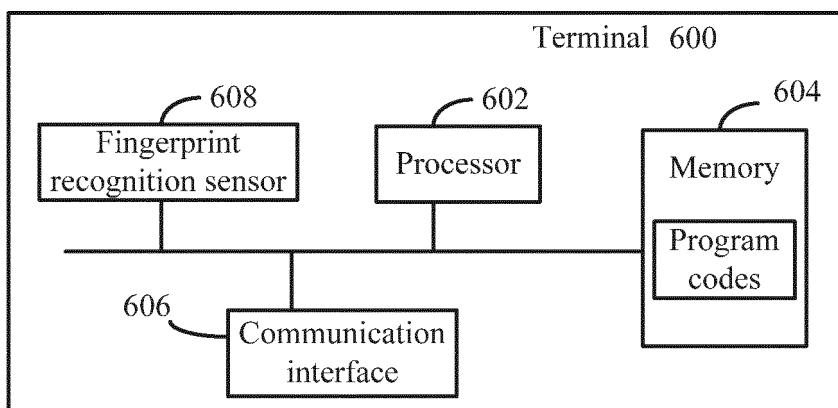 Terminal 600
608
602
604
Fingerprint
recognition sensor
Processor
Memory
Program
codes
606
Communication
interface